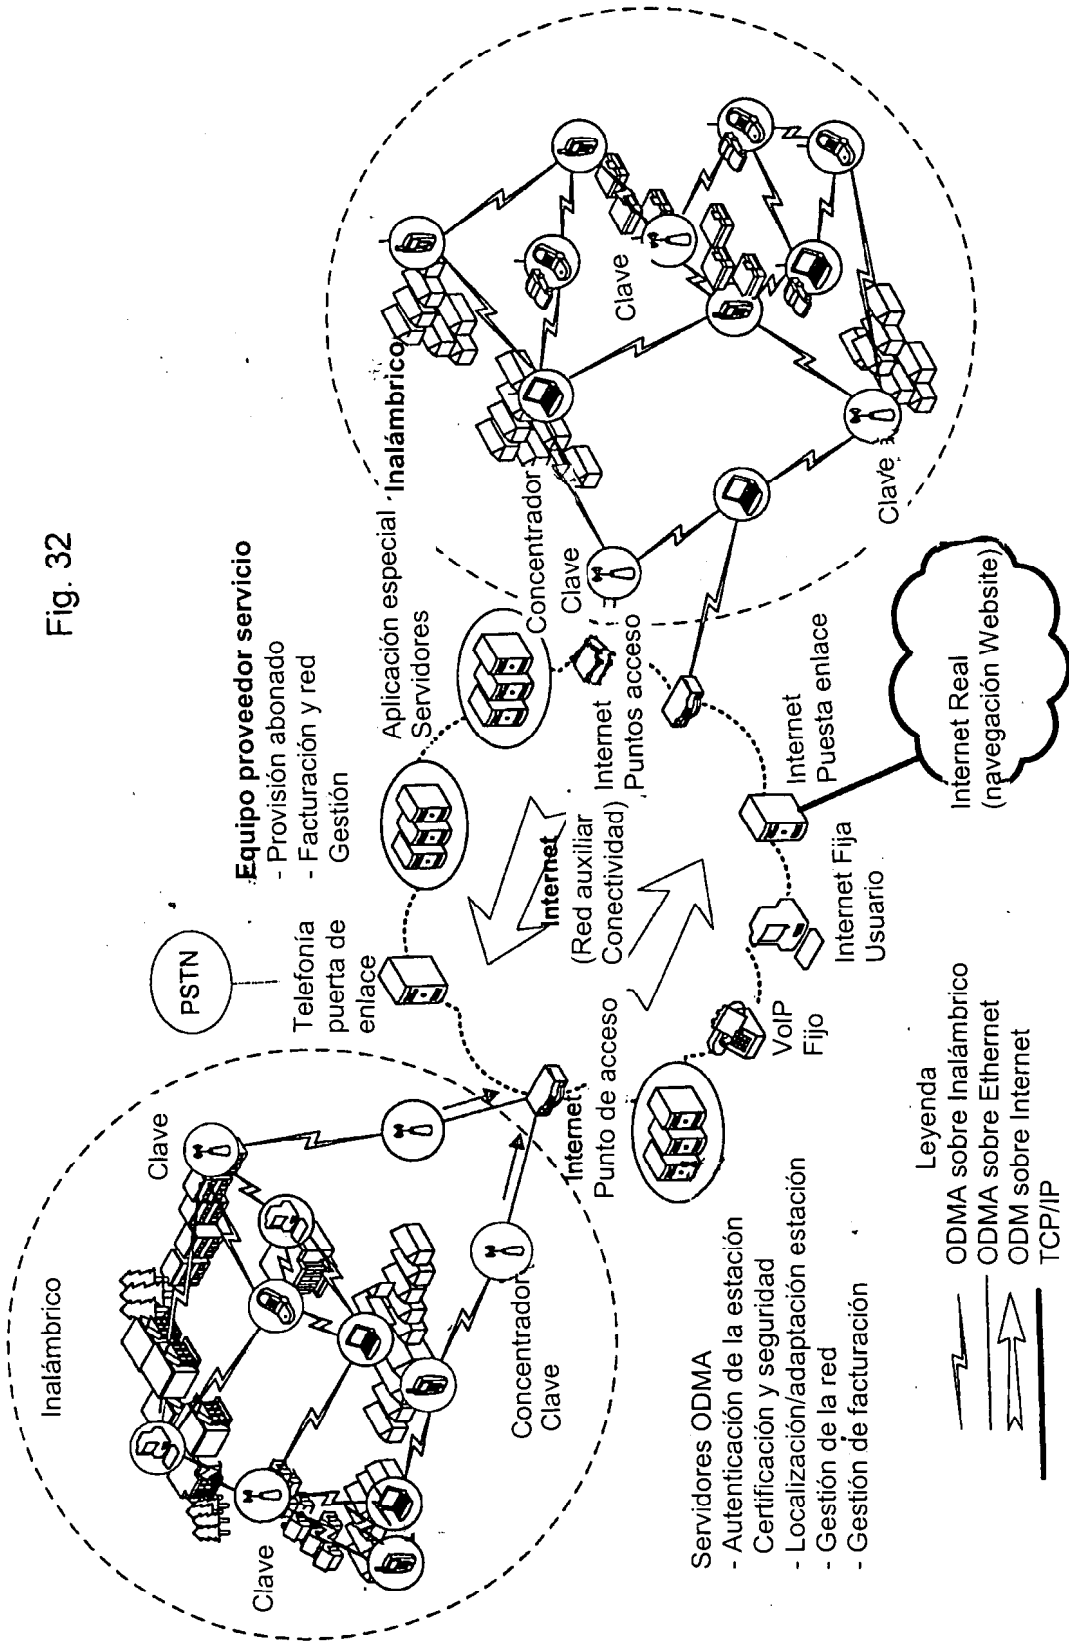 Fig. 32
Inalámbrico
Clave
Clave
Concentrador
Clave
PSTN
Telefonía
puerta de
enlace
Equipo proveedor servicio
- Provisión abonado
- Facturación y red
Gestión
Aplicación especial
Servidores
Inalámbrico
Concentrador
Clave
Clave
Clave
Internet
Puntos acceso
Internet
(Red auxiliar
Conectividad)
Internet
Punto de acceso
VoIP
Fijo
Internet Fija
Usuario
Internet
Puesta enlace
Internet Real
(navegación Website)
Servidores ODMA
- Autenticación de la estación
Certificación y seguridad
- Localización/adaptación estación
- Gestión de la red
- Gestión de facturación
Leyenda
ODMA sobre Inalámbrico
ODMA sobre Ethernet
ODM sobre Internet
TCP/IP